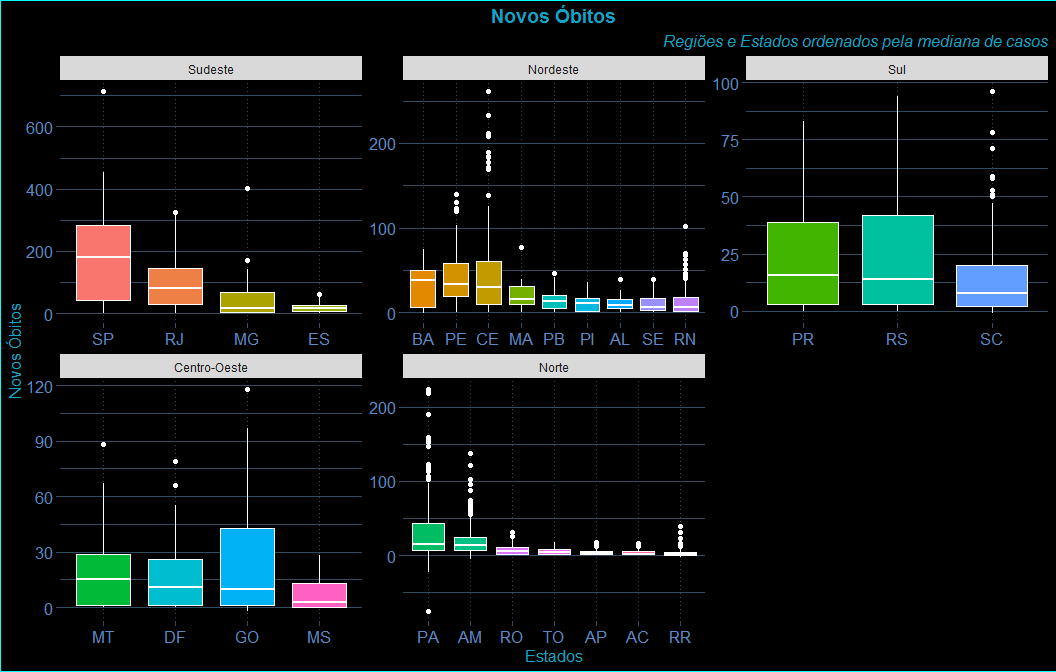 Novos Óbitos
Regiões e Estados ordenados pela mediana de casos
Sudeste
600
400
200
0
SP RJ MG ES
Nordeste
200
100
0
BA PE CE MA PB PI AL SE RN
Sul
100
75
50
25
0
PR RS SC
Novos Óbitos
Centro-Oeste
120
90
60
30
0
MT DF GO MS
Norte
200
100
0
PA AM RO TO AP AC RR
Estados